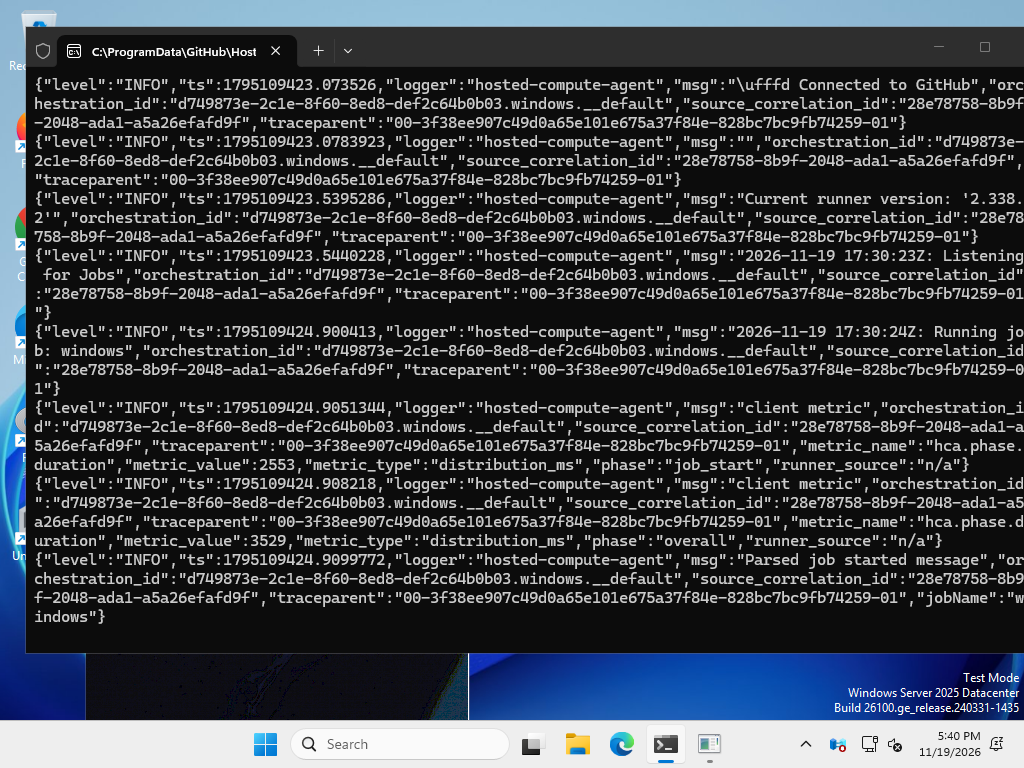 Rec
C:\ProgramData\GitHub\Host
{"level":"INFO","ts":1795109423.073526,"logger":"hosted-compute-agent","msg":"\ufffd Connected to GitHub","orc
hestration_id":"d749873e-2c1e-8f60-8ed8-def2c64b0b03.windows.__default","source_correlation_id":"28e78758-8b9f
-2048-ada1-a5a26efafd9f","traceparent":"00-3f38ee907c49d0a65e101e675a37f84e-828bc7bc9fb74259-01"}
{"level":"INFO","ts":1795109423.0783923,"logger":"hosted-compute-agent","msg":"","orchestration_id":"d749873e-
2c1e-8f60-8ed8-def2c64b0b03.windows.__default","source_correlation_id":"28e78758-8b9f-2048-ada1-a5a26efafd9f",
"traceparent":"00-3f38ee907c49d0a65e101e675a37f84e-828bc7bc9fb74259-01"}
{"level":"INFO","ts":1795109423.5395286,"logger":"hosted-compute-agent","msg":"Current runner version: '2.338.
2'","orchestration_id":"d749873e-2c1e-8f60-8ed8-def2c64b0b03.windows.__default","source_correlation_id":"28e78
758-8b9f-2048-ada1-a5a26efafd9f","traceparent":"00-3f38ee907c49d0a65e101e675a37f84e-828bc7bc9fb74259-01"}
{"level":"INFO","ts":1795109423.5440228,"logger":"hosted-compute-agent","msg":"2026-11-19 17:30:23Z: Listening
for Jobs","orchestration_id":"d749873e-2c1e-8f60-8ed8-def2c64b0b03.windows.__default","source_correlation_id"
:"28e78758-8b9f-2048-ada1-a5a26efafd9f","traceparent":"00-3f38ee907c49d0a65e101e675a37f84e-828bc7bc9fb74259-01
"}
{"level":"INFO","ts":1795109424.900413,"logger":"hosted-compute-agent","msg":"2026-11-19 17:30:24Z: Running jo
b: windows","orchestration_id":"d749873e-2c1e-8f60-8ed8-def2c64b0b03.windows.__default","source_correlation_id
":"28e78758-8b9f-2048-ada1-a5a26efafd9f","traceparent":"00-3f38ee907c49d0a65e101e675a37f84e-828bc7bc9fb74259-0
1"}
{"level":"INFO","ts":1795109424.9051344,"logger":"hosted-compute-agent","msg":"client metric","orchestration_i
d":"d749873e-2c1e-8f60-8ed8-def2c64b0b03.windows.__default","source_correlation_id":"28e78758-8b9f-2048-ada1-a
5a26efafd9f","traceparent":"00-3f38ee907c49d0a65e101e675a37f84e-828bc7bc9fb74259-01","metric_name":"hca.phase.
duration","metric_value":2553,"metric_type":"distribution_ms","phase":"job_start","runner_source":"n/a"}
{"level":"INFO","ts":1795109424.908218,"logger":"hosted-compute-agent","msg":"client metric","orchestration_id
":"d749873e-2c1e-8f60-8ed8-def2c64b0b03.windows.__default","source_correlation_id":"28e78758-8b9f-2048-ada1-a5
a26efafd9f","traceparent":"00-3f38ee907c49d0a65e101e675a37f84e-828bc7bc9fb74259-01","metric_name":"hca.phase.d
uration","metric_value":3529,"metric_type":"distribution_ms","phase":"overall","runner_source":"n/a"}
{"level":"INFO","ts":1795109424.9099772,"logger":"hosted-compute-agent","msg":"Parsed job started message","or
chestration_id":"d749873e-2c1e-8f60-8ed8-def2c64b0b03.windows.__default","source_correlation_id":"28e78758-8b9
f-2048-ada1-a5a26efafd9f","traceparent":"00-3f38ee907c49d0a65e101e675a37f84e-828bc7bc9fb74259-01","jobName":"w
indows"}
Test Mode
Windows Server 2025 Datacenter
Build 26100.ge_release.240331-1435
Search
5:40 PM
11/19/2026